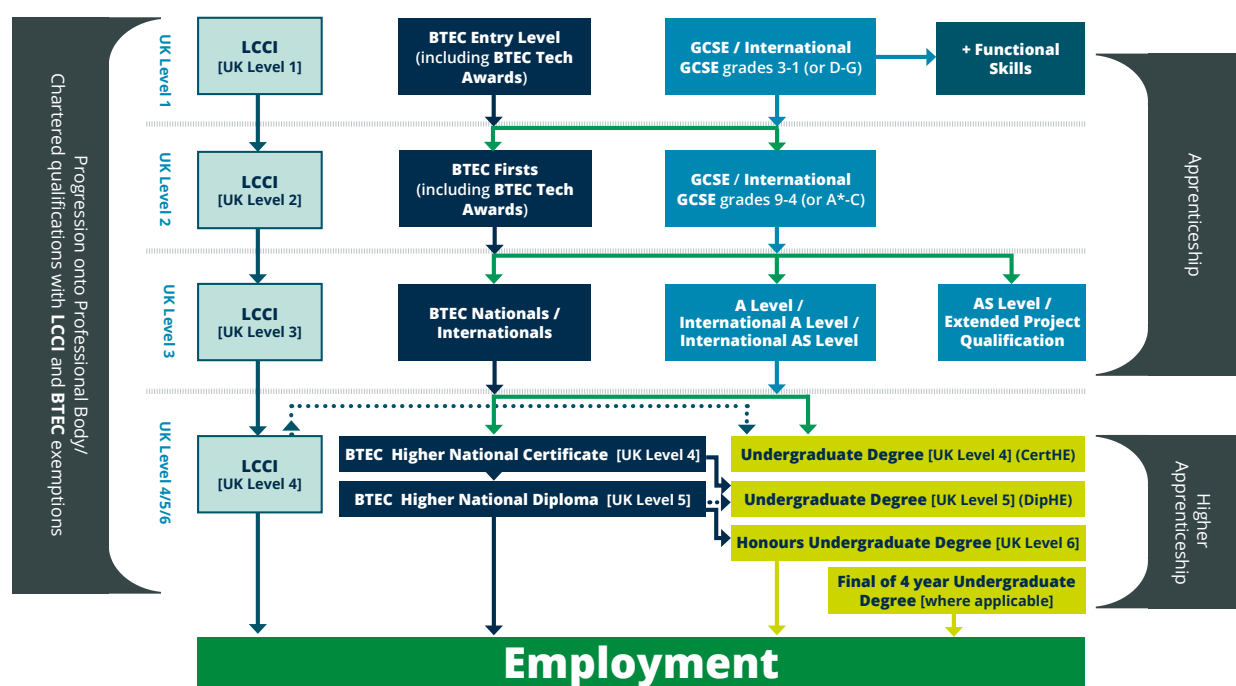 Progression onto Professional Body/
Chartered qualifications with LCCI and BTEC exemptions
UK Level 1
LCCI
[UK Level 1]
BTEC Entry Level
(including BTEC Tech
Awards)
GCSE / International
GCSE grades 3-1 (or D-G)
+ Functional
Skills
UK Level 2
LCCI
[UK Level 2]
BTEC Firsts
(including BTEC Tech
Awards)
GCSE / International
GCSE grades 9-4 (or A*-C)
Apprenticeship
UK Level 3
LCCI
[UK Level 3]
BTEC Nationals /
Internationals
A Level /
International A Level /
International AS Level
AS Level /
Extended Project
Qualification
UK Level 4/5/6
LCCI
[UK Level 4]
BTEC Higher National Certificate [UK Level 4]
BTEC Higher National Diploma [UK Level 5]
Undergraduate Degree [UK Level 4] (CertHE)
Undergraduate Degree [UK Level 5] (DipHE)
Honours Undergraduate Degree [UK Level 6]
Final of 4 year Undergraduate
Degree [where applicable]
Higher
Apprenticeship
Employment